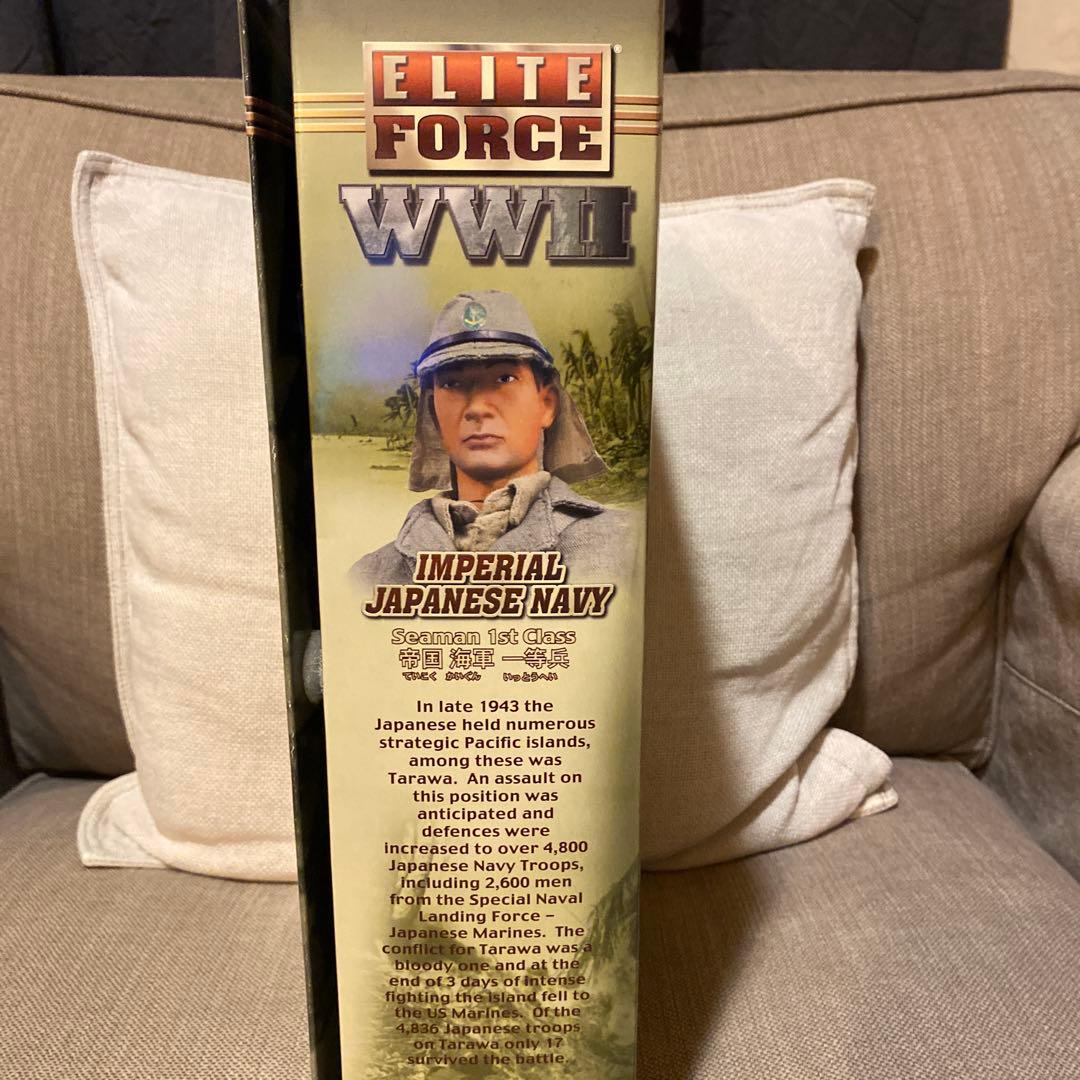 ELITE
FORCE®
WWII
IMPERIAL
JAPANESE NAVY
Seaman 1st Class
帝国 海軍 一等兵
ていこく かいぐん いっとうへい
In late 1943 the
Japanese held numerous
strategic Pacific islands,
among these was
Tarawa. An assault on
this position was
anticipated and
defences were
increased to over 4,800
Japanese Navy Troops,
including 2,600 men
from the Special Naval
Landing Force –
Japanese Marines. The
conflict for Tarawa was a
bloody one and at the
end of 3 days of intense
fighting the island fell to
the US Marines. Of the
4,836 Japanese troops
on Tarawa only 17
survived the battle.